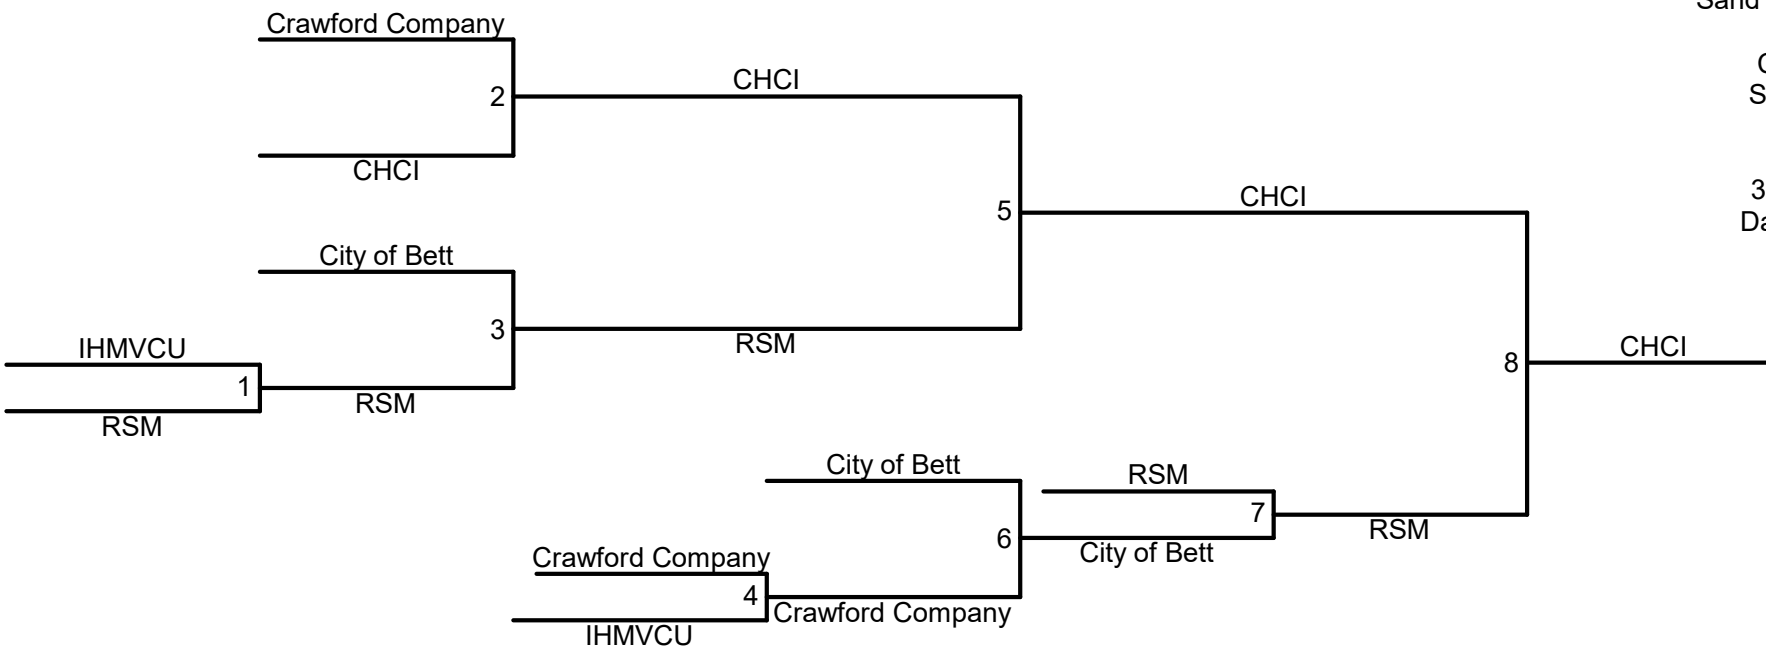 Sand
Crawford Company
CHCI
2
CHCI
City of Bett
5
CHCI
3
RSM
IHMVCU
1
RSM
RSM
8
CHCI
City of Bett
RSM
7
RSM
6
City of Bett
Crawford Company
4
Crawford Company
IHMVCU